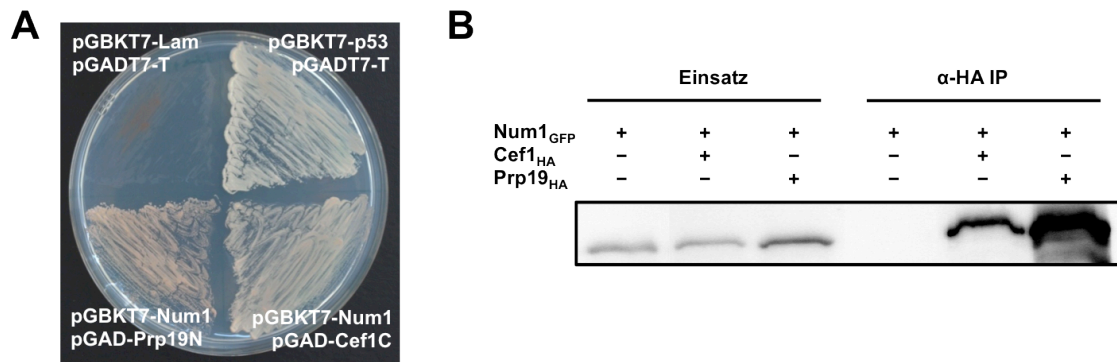 A
pGBKT7-Lam
pGADT7-T
pGBKT7-p53
pGADT7-T
pGBKT7-Num1
pGAD-Prp19N
pGBKT7-Num1
pGAD-Cef1C
B
Einsatz α-HA IP
Num1GFP + + + + + +
Cef1HA – + – – + –
Prp19HA – – + – – +